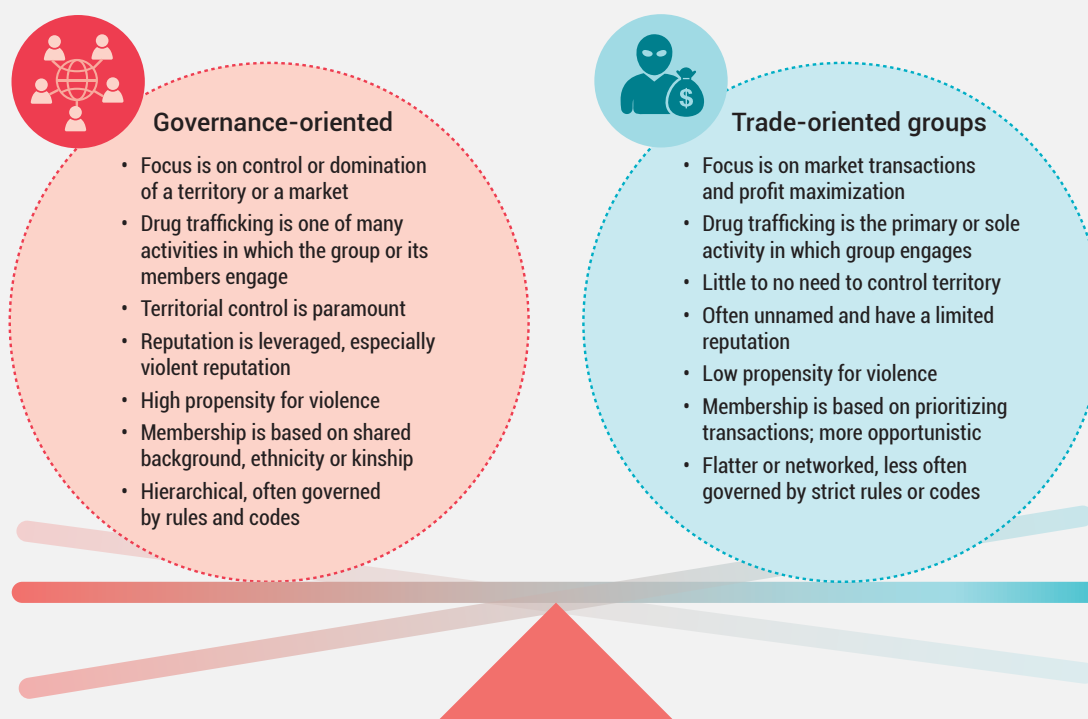 Governance-oriented
• Focus is on control or domination
of a territory or a market
• Drug trafficking is one of many
activities in which the group or its
members engage
• Territorial control is paramount
• Reputation is leveraged, especially
violent reputation
• High propensity for violence
• Membership is based on shared
background, ethnicity or kinship
• Hierarchical, often governed
by rules and codes
$
Trade-oriented groups
• Focus is on market transactions
and profit maximization
• Drug trafficking is the primary or sole
activity in which group engages
• Little to no need to control territory
• Often unnamed and have a limited
reputation
• Low propensity for violence
• Membership is based on prioritizing
transactions; more opportunistic
• Flatter or networked, less often
governed by strict rules or codes